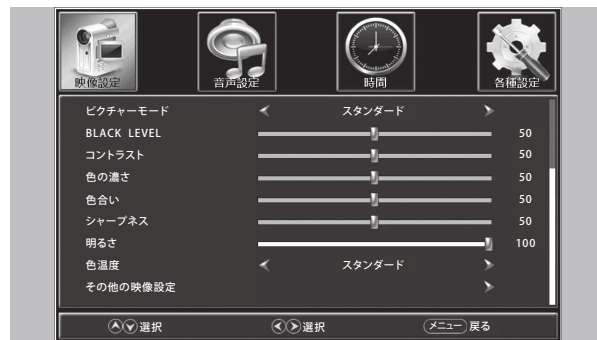 映像設定 音声設定 時間 各種設定
ピクチャーモード スタンダード
BLACK LEVEL 50
コントラスト 50
色の濃さ 50
色合い 50
シャープネス 50
明るさ 100
色温度 スタンダード
その他の映像設定
選択 選択 メニュー 戻る